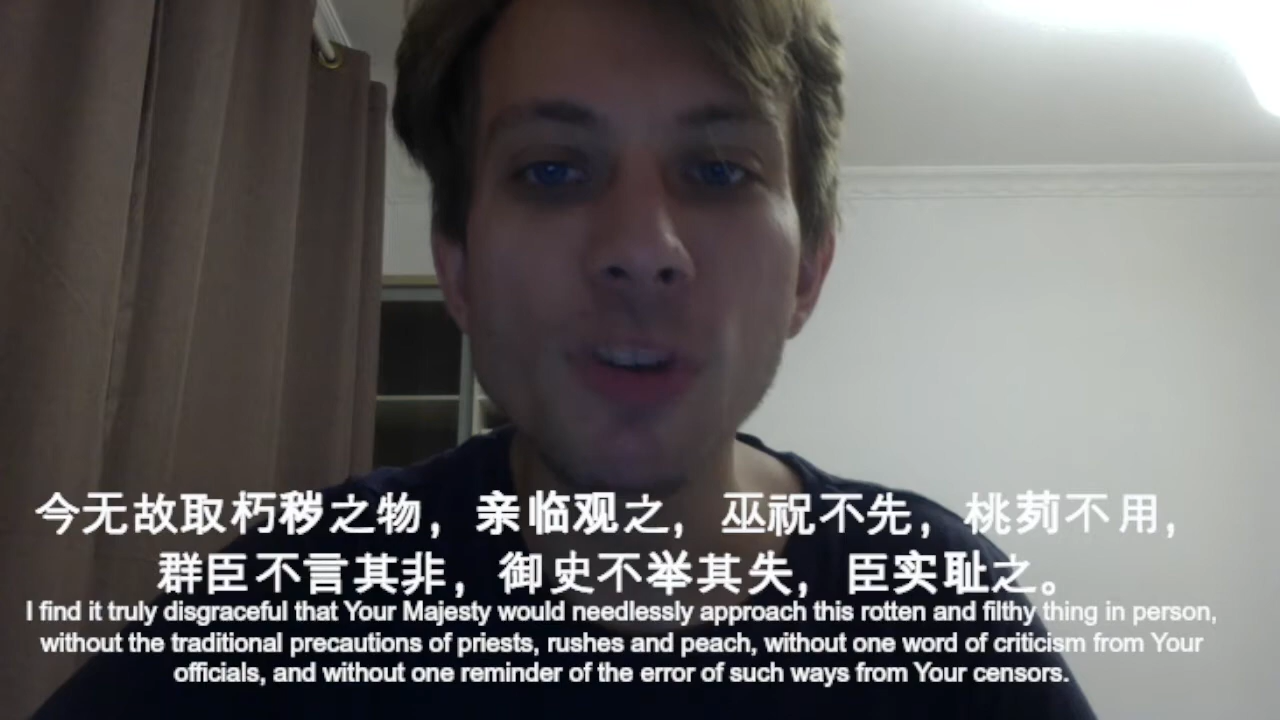 今无故取朽秽之物，亲临观之，巫祝不先，桃茢不用，
群臣不言其非，御史不举其失，臣实耻之。
I find it truly disgraceful that Your Majesty would needlessly approach this rotten and filthy thing in person,
without the traditional precautions of priests, rushes and peach, without one word of criticism from Your
officials, and without one reminder of the error of such ways from Your censors.